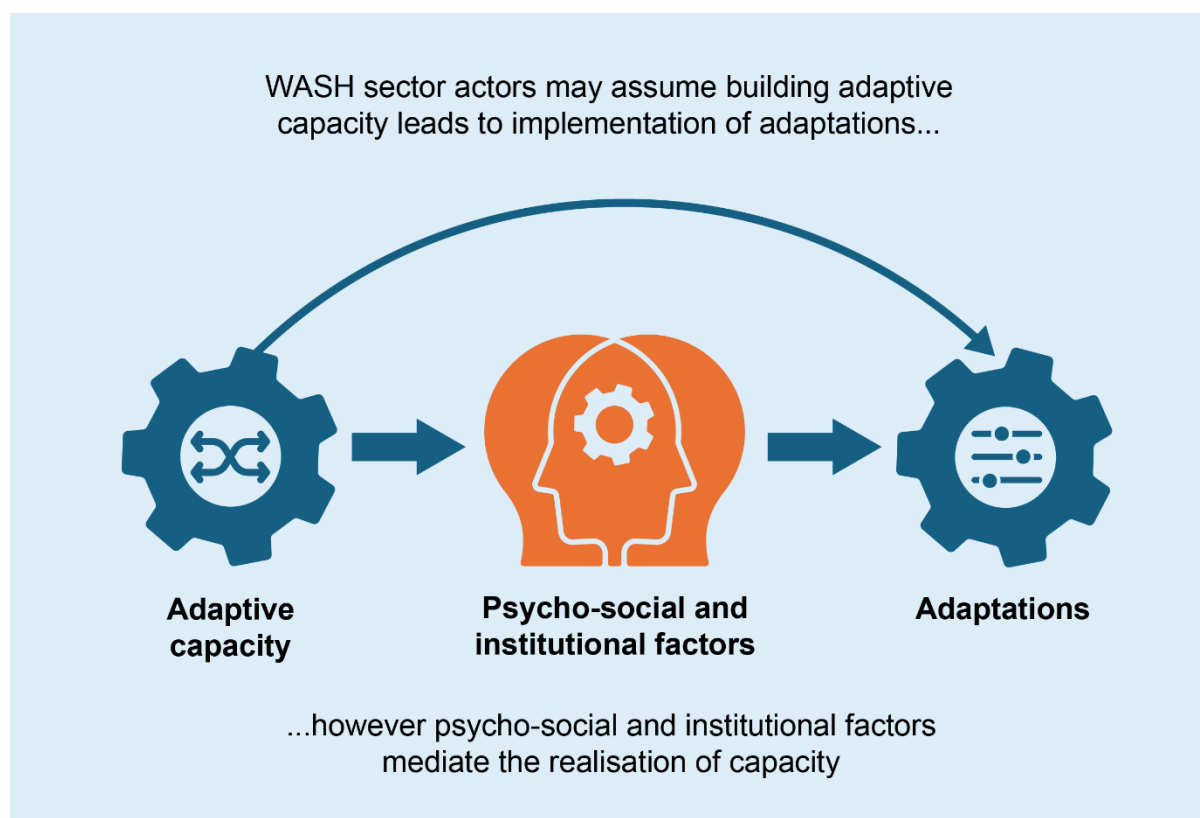 WASH sector actors may assume building adaptive
capacity leads to implementation of adaptations...
Adaptive
capacity
Psycho-social and
institutional factors
Adaptations
...however psycho-social and institutional factors
mediate the realisation of capacity